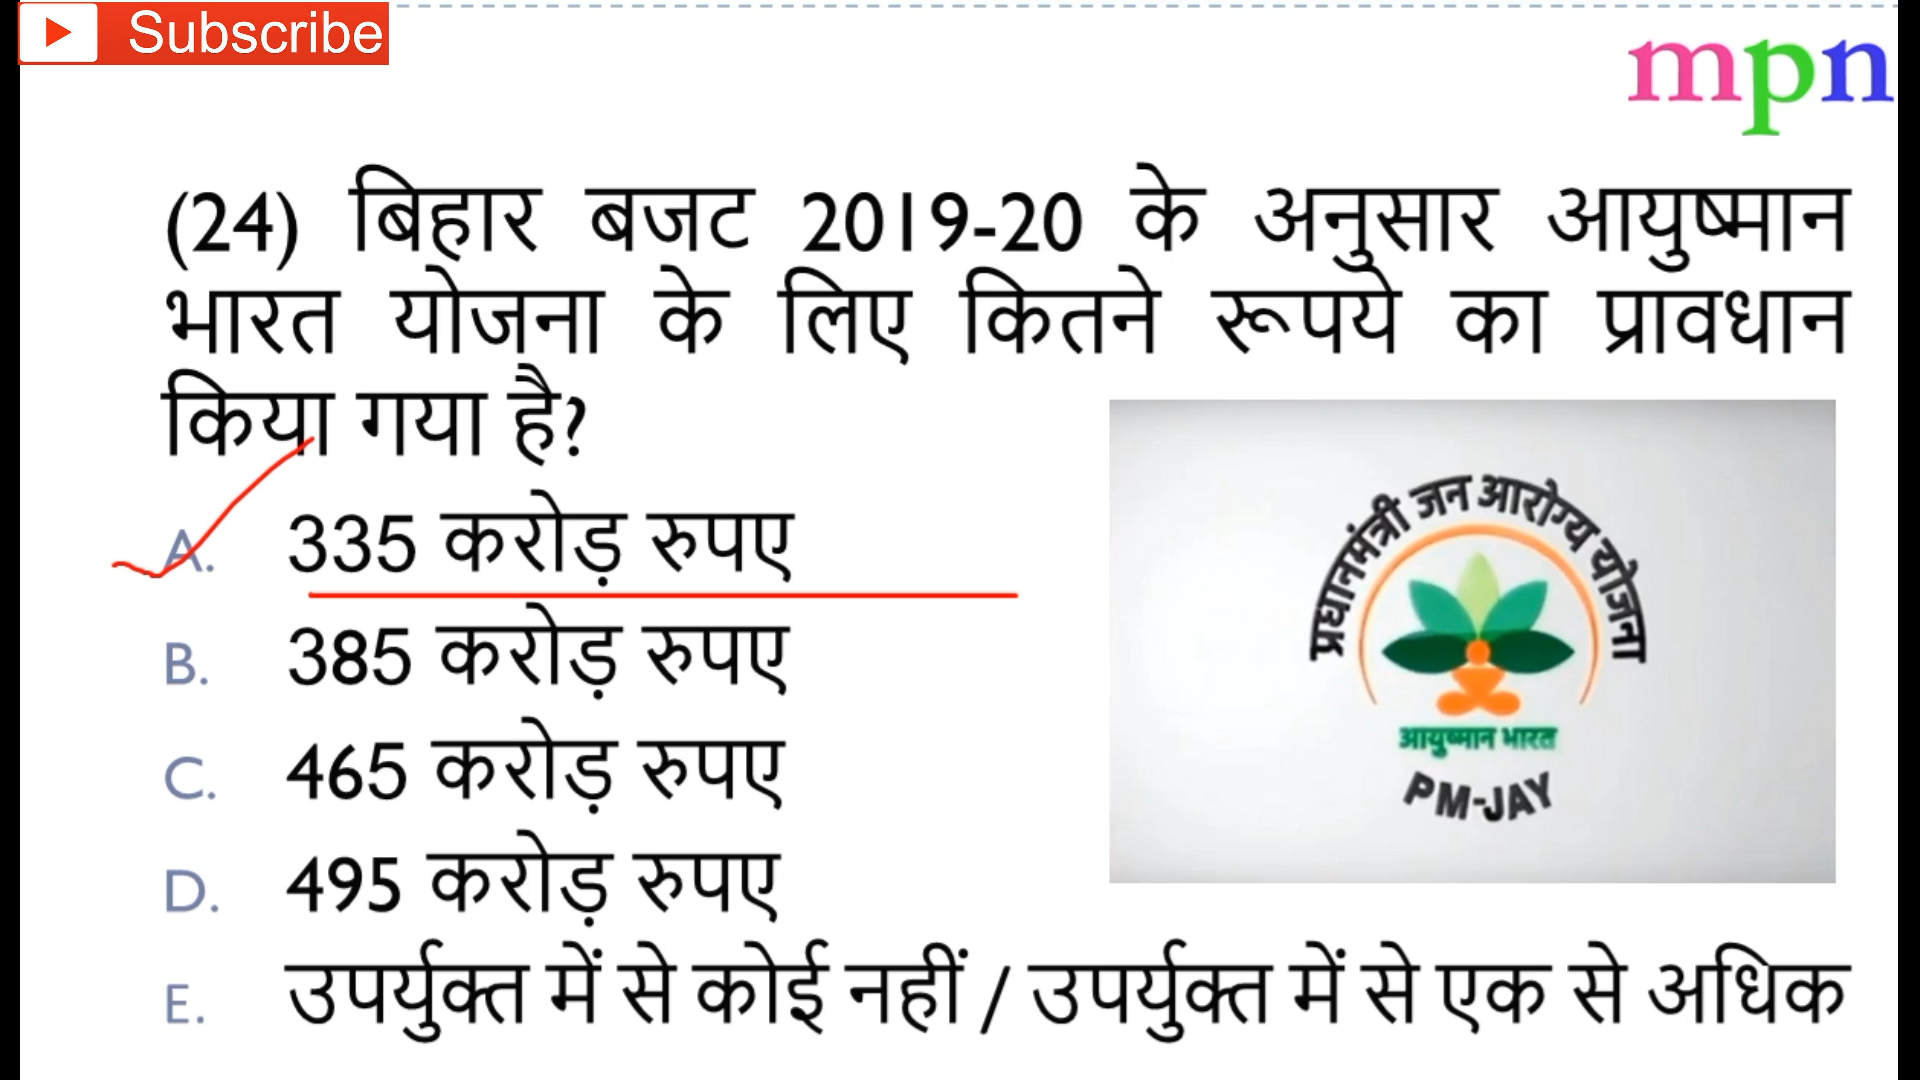 Subscribe
mpn
(24) बिहार बजट 2019-20 के अनुसार आयुष्मान
भारत योजना के लिए कितने रूपये का प्रावधान
किया गया है?
A. 335 करोड़ रुपए
B. 385 करोड़ रुपए
C. 465 करोड़ रुपए
D. 495 करोड़ रुपए
E. उपर्युक्त में से कोई नहीं / उपर्युक्त में से एक से अधिक
प्रधानमंत्री जन आरोग्य योजना
आयुष्मान भारत
PM-JAY